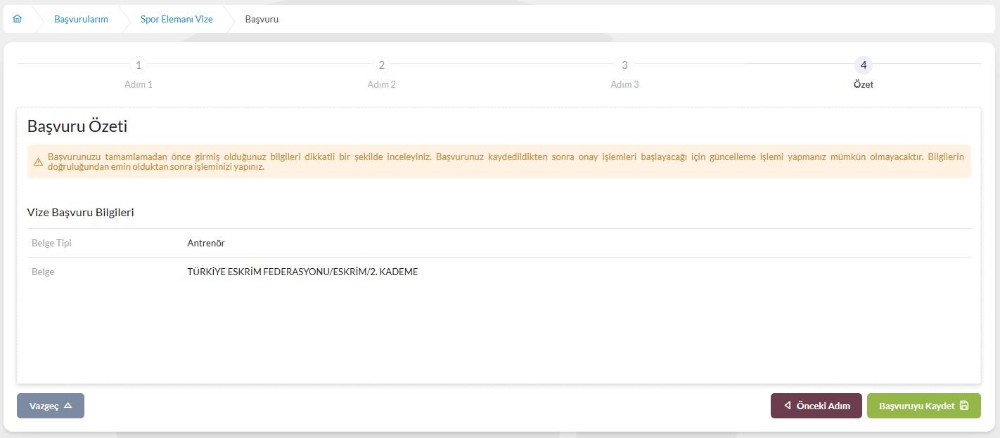 Başvurularım
Spor Elemanı Vize
Başvuru
1
Adım 1
2
Adım 2
3
Adım 3
4
Özet
Başvuru Özeti
Başvurunuzu tamamlamadan önce girmiş olduğunuz bilgileri dikkatli bir şekilde inceleyiniz. Başvurunuz kaydedildikten sonra onay işlemleri başlayacağı için güncelleme işlemi yapmanız mümkün olmayacaktır. Bilgilerin
doğruluğundan emin olduktan sonra işleminizi yapınız.
Vize Başvuru Bilgileri
Belge Tipi
Antrenör
Belge
TÜRKİYE ESKRİM FEDERASYONU/ESKRİM/2. KADEME
Vazgeç
Önceki Adım
Başvuruyu Kaydet